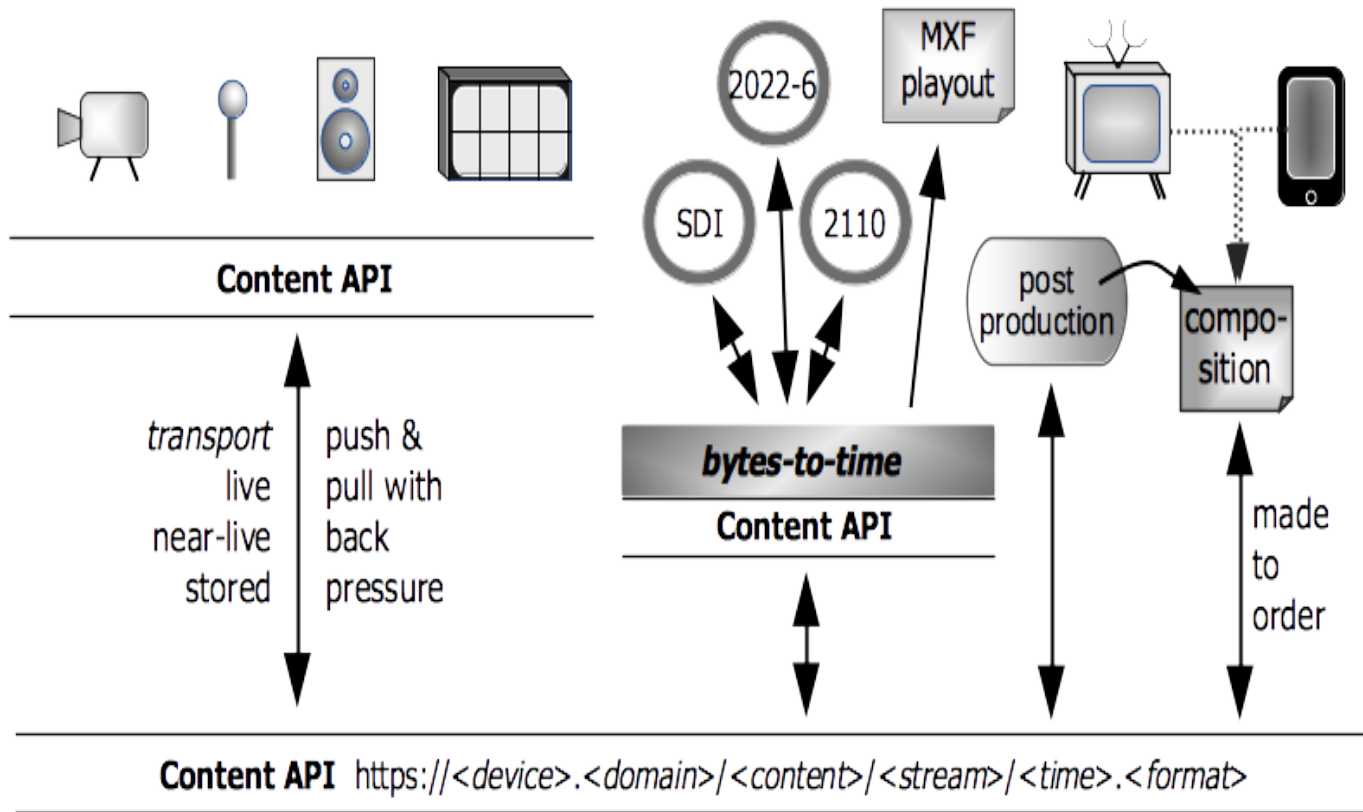 MXF
playout
2022-6
SDI
2110
Content API
post
production
compo-
sition
transport
live
near-live
stored
push &
pull with
back
pressure
bytes-to-time
Content API
made
to
order
Content API https://<device>.<domain>/<content>/<stream>/<time>.<format>